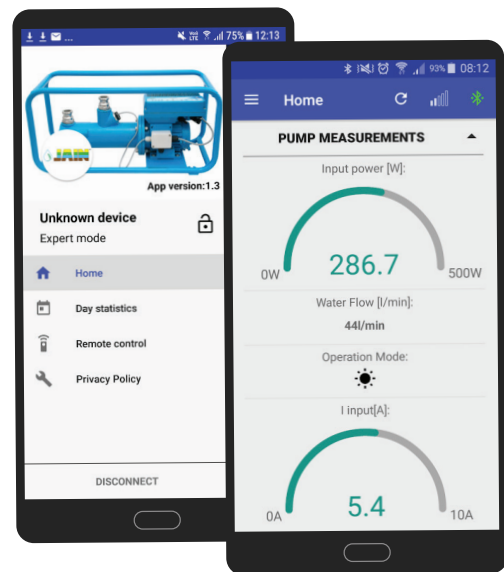 VoLTE 75% 12:13
JAIN
App version:1.3
Unknown device
Expert mode
Home
Day statistics
Remote control
Privacy Policy
DISCONNECT
93% 08:12
Home
PUMP MEASUREMENTS
Input power [W]:
286.7
0W
500W
Water Flow [l/min]:
44l/min
Operation Mode:
I input[A]:
5.4
0A
10A